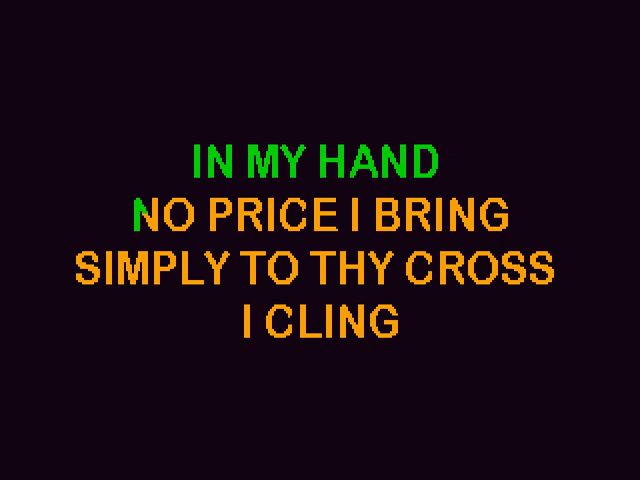 IN MY HAND
NO PRICE I BRING
SIMPLY TO THY CROSS
I CLING